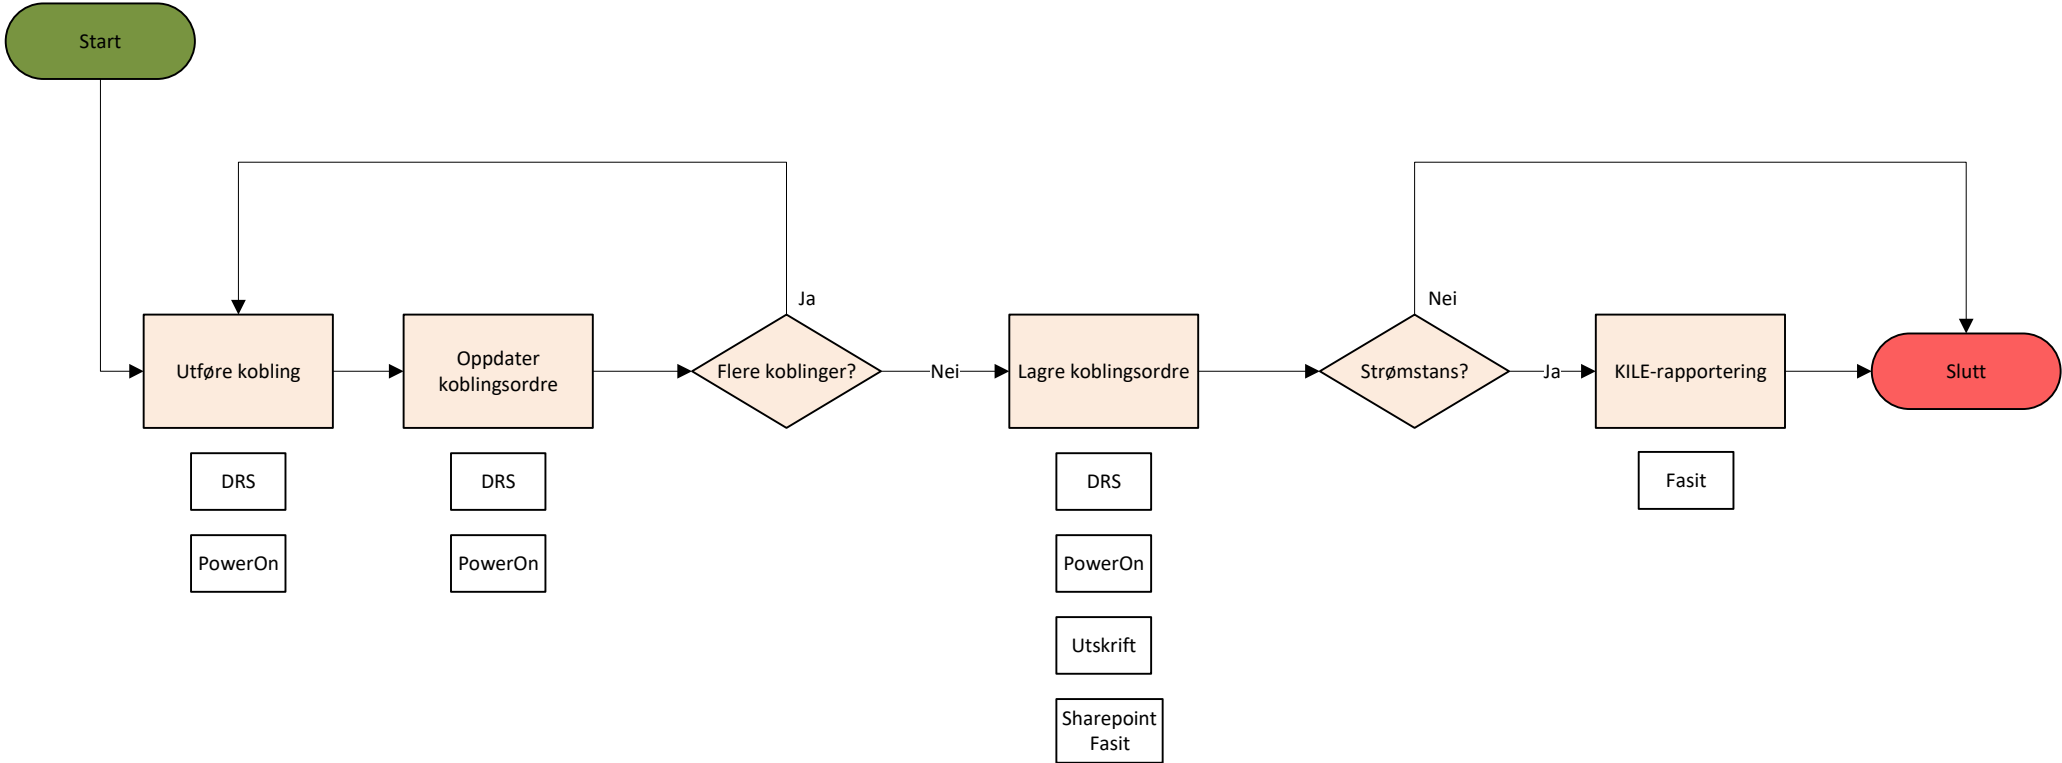 Start
Ja
Nei
Utføre kobling
Oppdater
koblingsordre
Flere koblinger?
Nei
Lagre koblingsordre
Strømstans?
Ja
KILE-rapportering
Slutt
DRS
DRS
DRS
Fasit
PowerOn
PowerOn
PowerOn
Utskrift
Sharepoint
Fasit